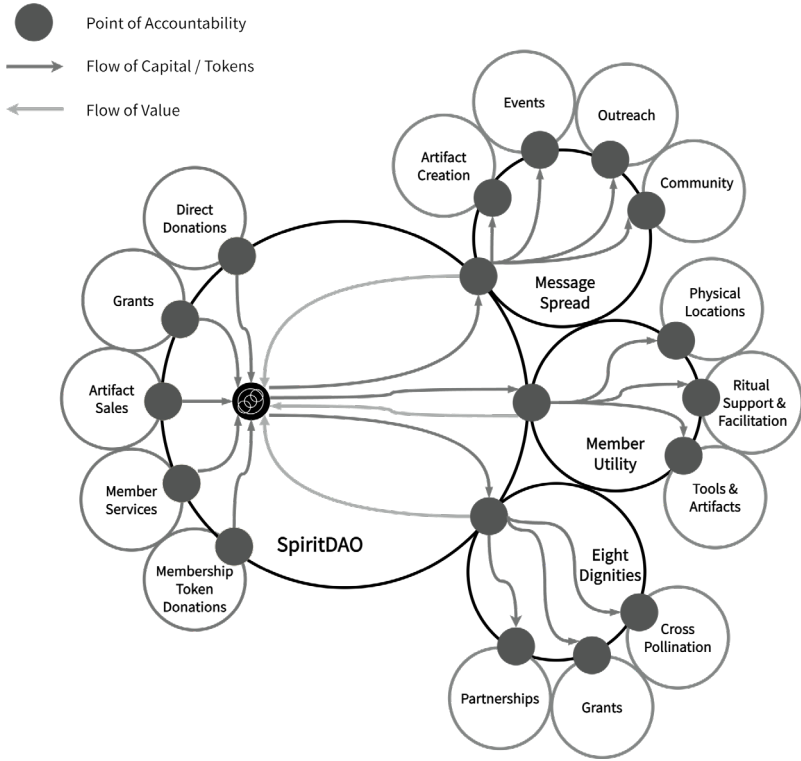 Point of Accountability
Flow of Capital / Tokens
Flow of Value
Events
Outreach
Artifact
Creation
Community
Direct
Donations
Message
Spread
Grants
Physical
Locations
Artifact
Sales
Ritual
Support &
Facilitation
Member
Utility
Member
Services
Tools &
Artifacts
SpiritDAO
Membership
Token
Donations
Eight
Dignities
Cross
Pollination
Partnerships
Grants